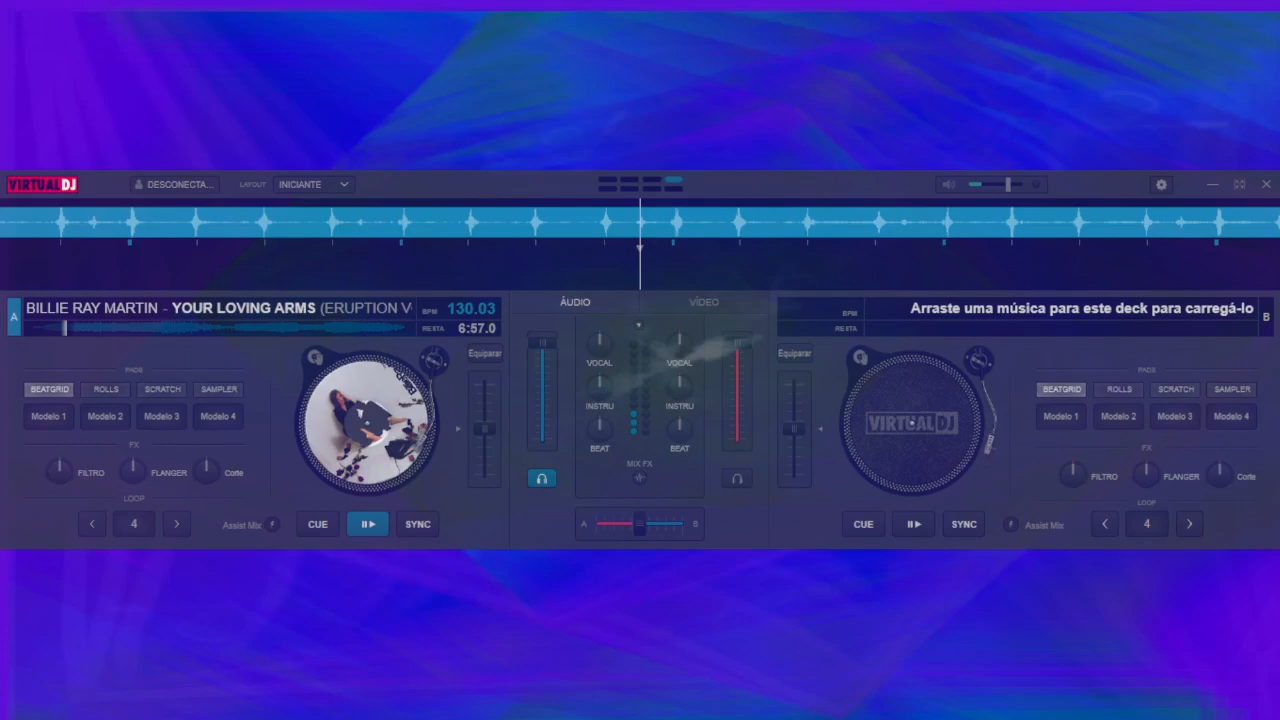 VIRTUALDJ
DESCONECTA...
LAYOUT
INICIANTE
A
BILLIE RAY MARTIN - YOUR LOVING ARMS (ERUPTION V
BPM 130.03
RESTA 6:57.0
ÁUDIO
VÍDEO
BPM
RESTA
Arraste uma música para este deck para carregá-lo
B
PADS
BEATGRID ROLLS SCRATCH SAMPLER
Modelo 1 Modelo 2 Modelo 3 Modelo 4
FX
FILTRO FLANGER Corte
LOOP
4
Assist Mix
CUE
SYNC
Equiparar
VOCAL VOCAL
INSTRU INSTRU
BEAT BEAT
MIX FX
A B
Equiparar
VIRTUALDJ
PADS
BEATGRID ROLLS SCRATCH SAMPLER
Modelo 1 Modelo 2 Modelo 3 Modelo 4
FX
FILTRO FLANGER Corte
LOOP
CUE
SYNC
Assist Mix
4